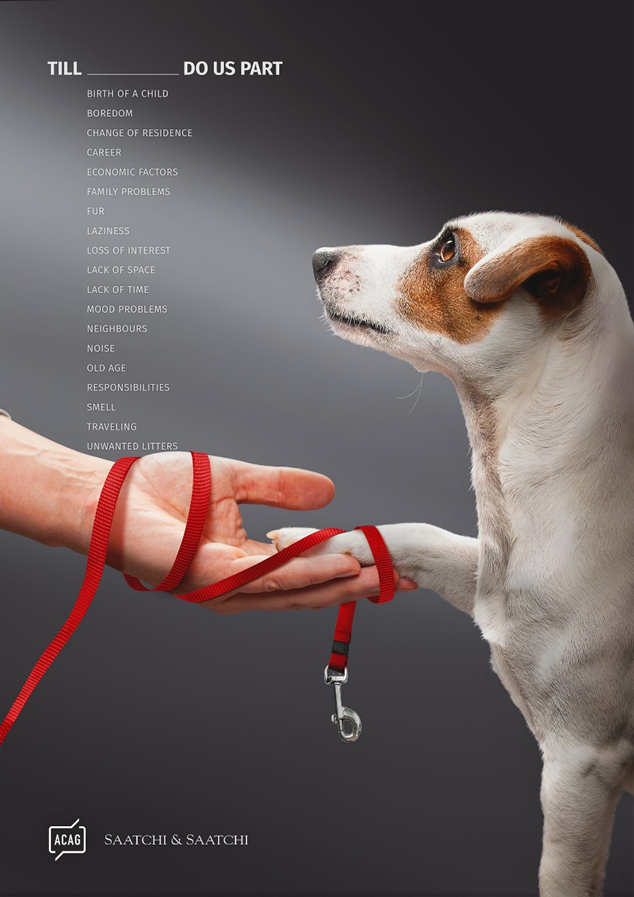 TILL ____________ DO US PART
BIRTH OF A CHILD
BOREDOM
CHANGE OF RESIDENCE
CAREER
ECONOMIC FACTORS
FAMILY PROBLEMS
FUR
LAZINESS
LOSS OF INTEREST
LACK OF SPACE
LACK OF TIME
MOOD PROBLEMS
NEIGHBOURS
NOISE
OLD AGE
RESPONSIBILITIES
SMELL
TRAVELING
UNWANTED LITTERS
ACAG
SAATCHI & SAATCHI